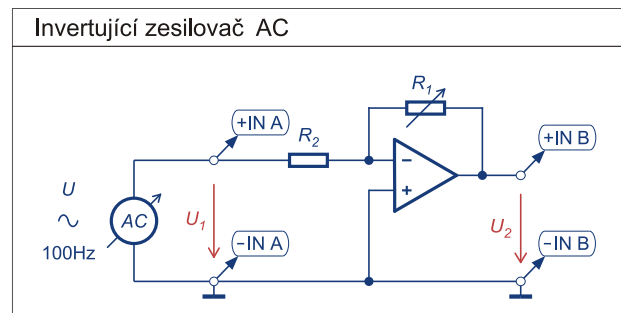 Invertující zesilovač AC
R1
+IN A
R2
+IN B
−
+
U
AC
100Hz
U1
U2
−IN A
−IN B